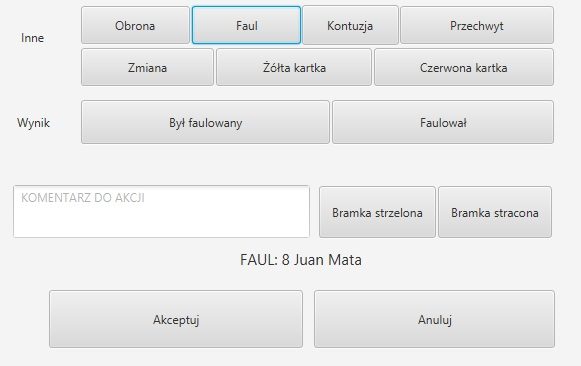 Inne Obrona Faul Kontuzja Przechwyt
Zmiana Żółta kartka Czerwona kartka
Wynik Był faulowany Faulował
KOMENTARZ DO AKCJI Bramka strzelona Bramka stracona
FAUL: 8 Juan Mata
Akceptuj Anuluj